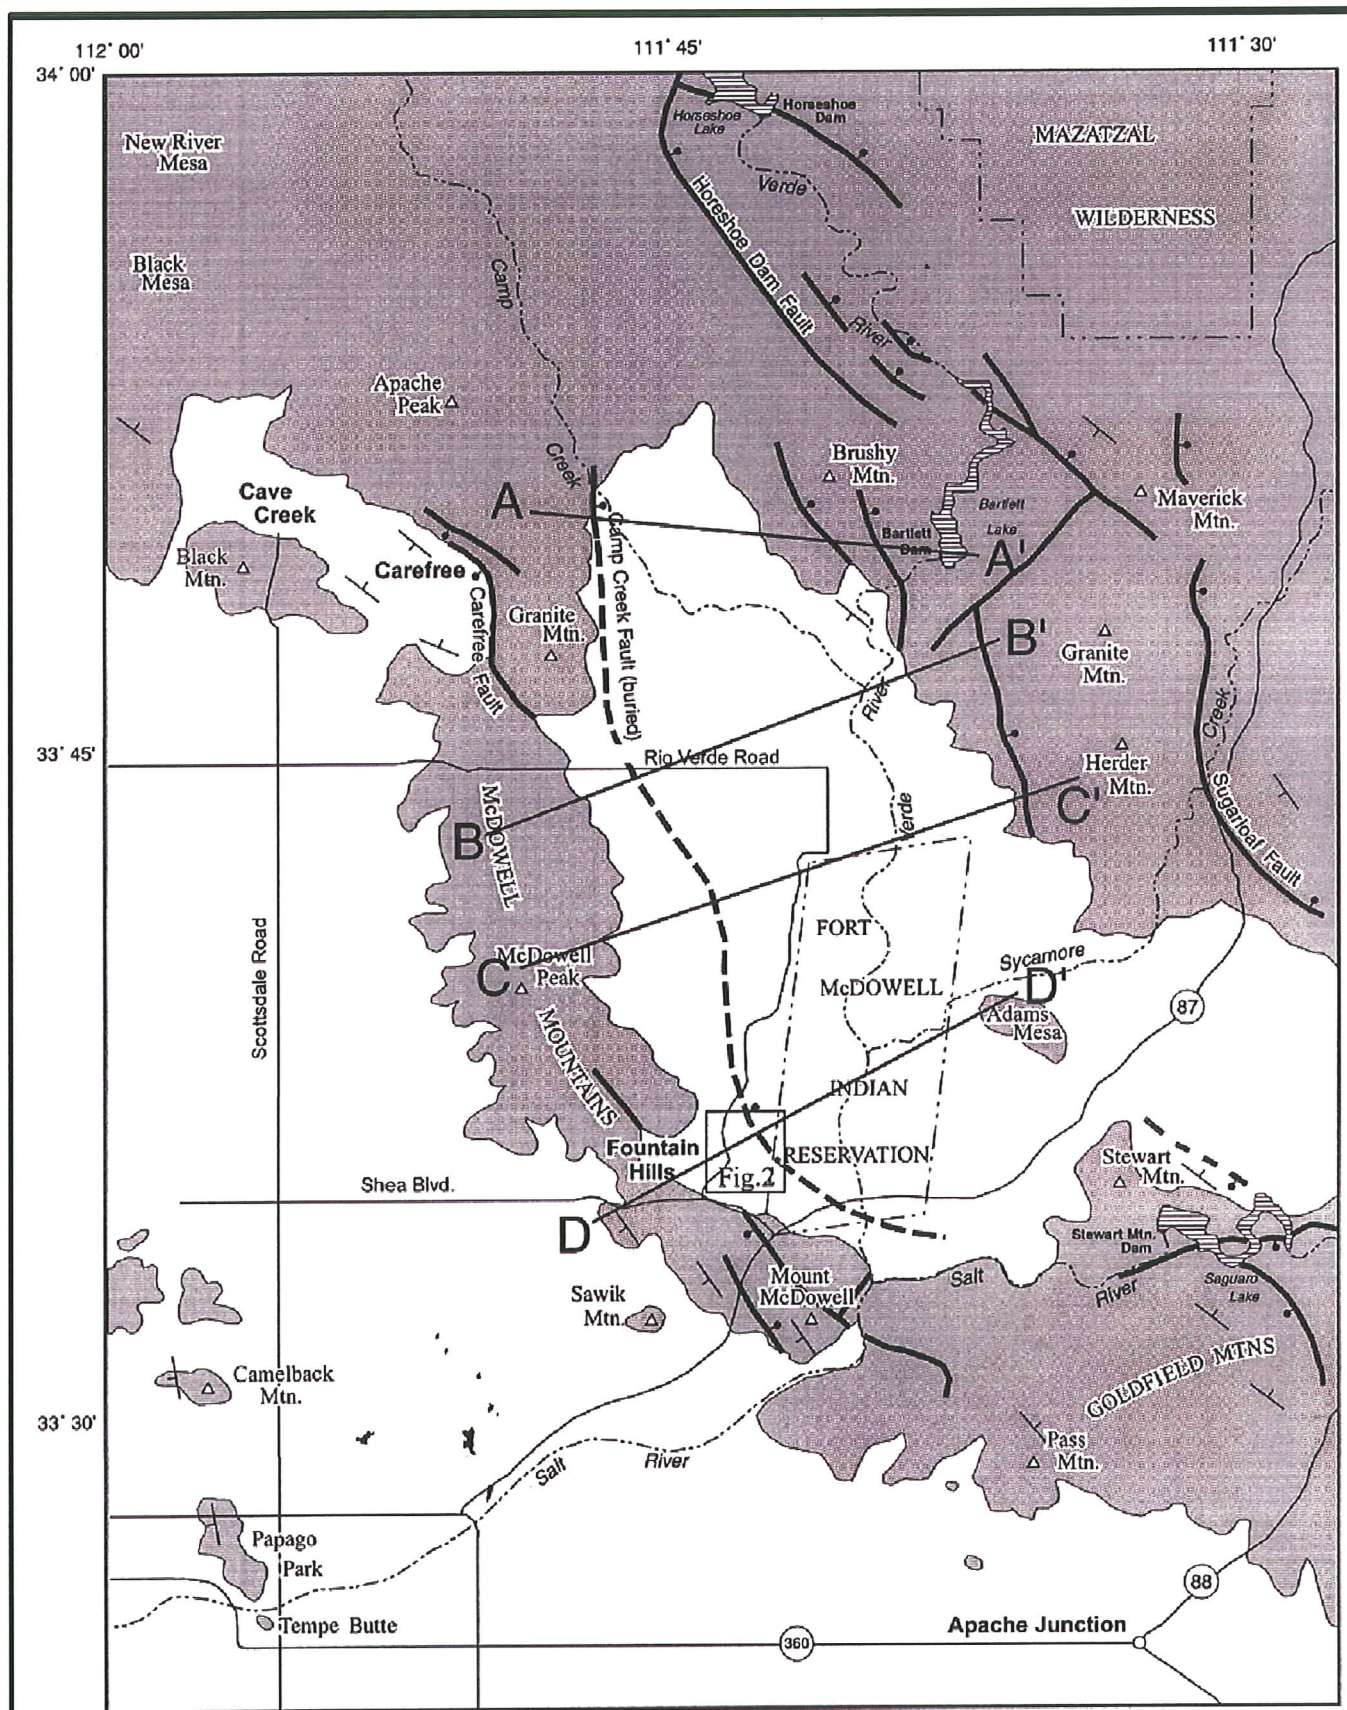 112° 00'
111° 45'
111° 30'
34° 00'
New River
Mesa
Horseshoe
Lake
Horseshoe
Dam
MAZATZAL
WILDERNESS
Verde
River
Horeshoe Dam Fault
Black
Mesa
Camp
Creek
Apache
Peak
Brushy
Mtn.
Maverick
Mtn.
Cave
Creek
A
Bartlett
Lake
Bartlett
Dam
A'
Black
Mtn.
Carefree
Carefree Fault
Camp Creek Fault (buried)
Granite
Mtn.
B'
Granite
Mtn.
River
Creek
33° 45'
Rio Verde Road
Herder
Mtn.
C'
Sugarloaf Fault
McDOWELL
B
Verde
Scottsdale Road
FORT
McDowell
Peak
C
Sycamore
McDOWELL
D'
87
Adams
Mesa
MOUNTAINS
INDIAN
Fountain
Hills
RESERVATION
Fig.2
Stewart
Mtn.
Shea Blvd.
D
Stewart Mtn.
Dam
Mount
McDowell
Salt
River
Saguaro
Lake
Sawik
Mtn.
GOLDFIELD MTNS
Camelback
Mtn.
33° 30'
Pass
Mtn.
Salt
River
Papago
Park
88
Tempe Butte
Apache Junction
360